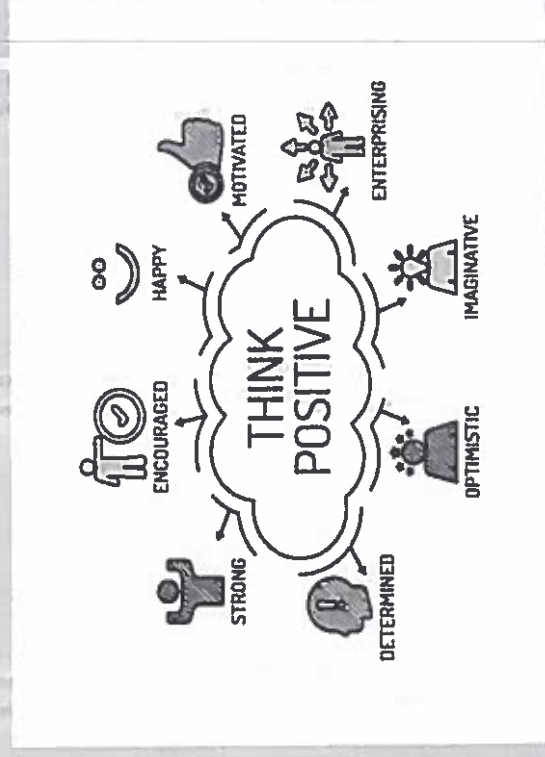 STRONG
ENCOURAGED
HAPPY
MOTIVATED
THINK
POSITIVE
DETERMINED
OPTIMISTIC
IMAGINATIVE
ENTERPRISING